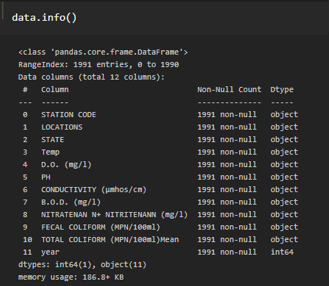 data.info()
<class 'pandas.core.frame.DataFrame'>
RangeIndex: 1991 entries, 0 to 1990
Data columns (total 12 columns):
 #   Column                            Non-Null Count  Dtype
---  ------                            --------------  -----
 0   STATION CODE                      1991 non-null   object
 1   LOCATIONS                         1991 non-null   object
 2   STATE                             1991 non-null   object
 3   Temp                              1991 non-null   object
 4   D.O. (mg/l)                       1991 non-null   object
 5   PH                                1991 non-null   object
 6   CONDUCTIVITY (µmhos/cm)           1991 non-null   object
 7   B.O.D. (mg/l)                     1991 non-null   object
 8   NITRATENAN N+ NITRITENANN (mg/l)  1991 non-null   object
 9   FECAL COLIFORM (MPN/100ml)        1991 non-null   object
 10  TOTAL COLIFORM (MPN/100ml)Mean    1991 non-null   object
 11  year                              1991 non-null   int64
dtypes: int64(1), object(11)
memory usage: 186.8+ KB